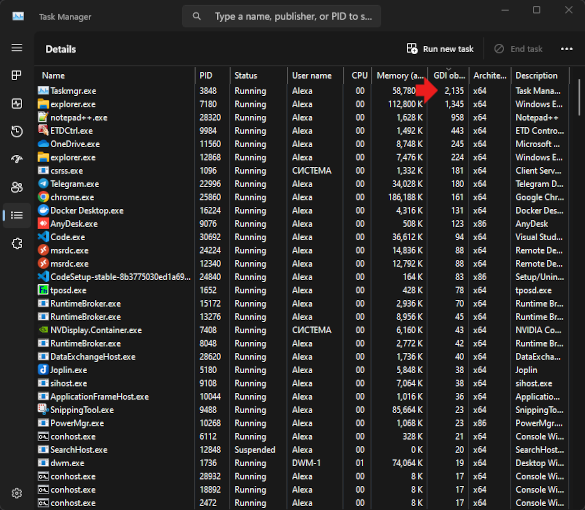 Task Manager
Type a name, publisher, or PID to s...
Details Run new task End task
Name PID Status User name CPU Memory (a... GDI ob... Archite... Description
Taskmgr.exe 3848 Running Alexa 00 58,780 2,135 x64 Task Mana...
explorer.exe 7180 Running Alexa 00 112,800 K 1,345 x64 Windows E...
notepad++.exe 28320 Running Alexa 00 1,628 K 958 x64 Notepad++
ETDCtrl.exe 9984 Running Alexa 00 1,492 K 443 x64 ETD Contro...
OneDrive.exe 11560 Running Alexa 00 8,748 K 245 x64 Microsoft ...
explorer.exe 12868 Running Alexa 00 7,476 K 224 x64 Windows E...
csrss.exe 1096 Running СИСТЕМА 00 1,332 K 181 x64 Client Serv...
Telegram.exe 22996 Running Alexa 00 34,028 K 180 x64 Telegram D...
chrome.exe 25860 Running Alexa 00 186,188 K 161 x64 Google Chr...
Docker Desktop.exe 16224 Running Alexa 00 4,316 K 131 x64 Docker Des...
AnyDesk.exe 9076 Running Alexa 00 508 K 123 x86 AnyDesk
Code.exe 30692 Running Alexa 00 36,612 K 94 x64 Visual Stud...
msrdc.exe 24224 Running Alexa 00 14,836 K 88 x64 Remote De...
msrdc.exe 12340 Running Alexa 00 12,792 K 88 x64 Remote De...
CodeSetup-stable-8b3775030ed1a69... 24840 Running Alexa 00 164 K 83 x86 Setup/Unin...
tposd.exe 1652 Running Alexa 00 428 K 78 x64 tposd.exe
RuntimeBroker.exe 15172 Running Alexa 00 2,936 K 70 x64 Runtime Br...
RuntimeBroker.exe 13276 Running Alexa 00 8,956 K 45 x64 Runtime Br...
NVDisplay.Container.exe 7408 Running СИСТЕМА 00 6,160 K 43 x64 NVIDIA Co...
RuntimeBroker.exe 8048 Running Alexa 00 2,772 K 42 x64 Runtime Br...
DataExchangeHost.exe 28620 Running Alexa 00 1,736 K 40 x64 DataExcha...
Joplin.exe 5180 Running Alexa 00 5,848 K 38 x64 Joplin
sihost.exe 9108 Running Alexa 00 7,064 K 38 x64 sihost.exe
ApplicationFrameHost.exe 10044 Running Alexa 00 1,016 K 36 x64 Application...
SnippingTool.exe 9488 Running Alexa 00 85,664 K 23 x64 SnippingTo...
PowerMgr.exe 10268 Running Alexa 00 1,068 K 23 x86 PowerMgr...
conhost.exe 6112 Running Alexa 00 328 K 21 x64 Console Wi...
SearchHost.exe 12848 Suspended Alexa 00 0 K 20 x64 SearchHost...
dwm.exe 1736 Running DWM-1 01 74,064 K 19 x64 Desktop Wi...
conhost.exe 28932 Running Alexa 00 8 K 17 x64 Console Wi...
conhost.exe 18892 Running Alexa 00 8 K 17 x64 Console Wi...
conhost.exe 2472 Running Alexa 00 8 K 17 x64 Console Wi...